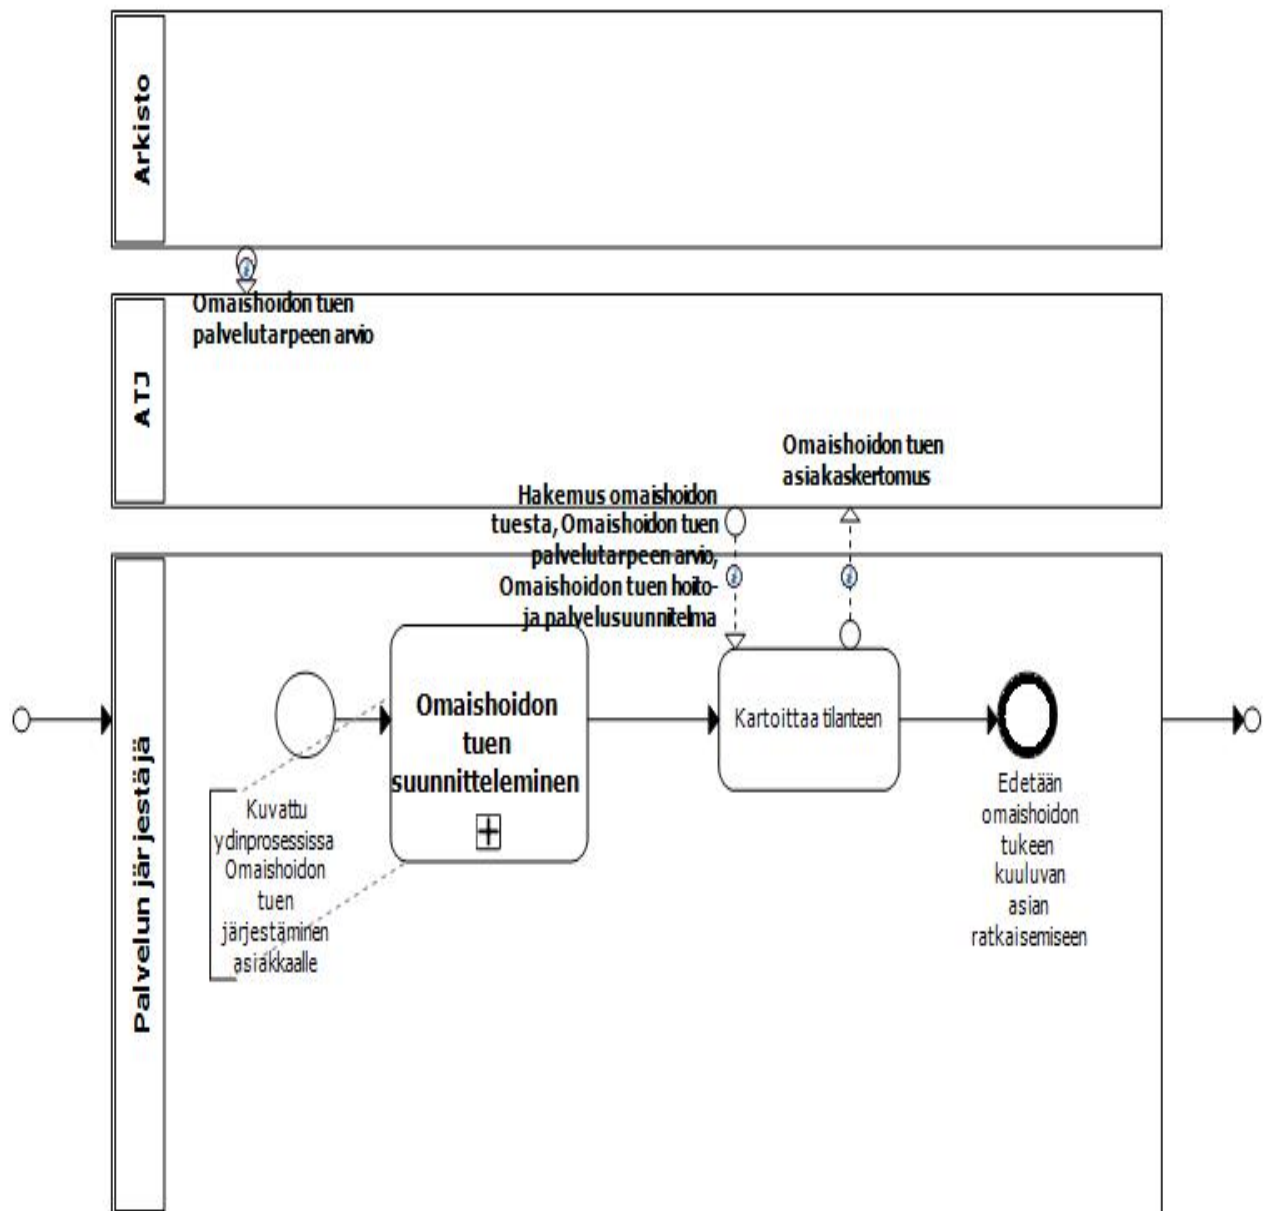 Arkisto
Omaishoidon tuen
palvelutarpeen arvio
ATJ
Omaishoidon tuen
asiakaskertomus
Hakemus omaishoidon
tuesta, Omaishoidon tuen
palvelutarpeen arvio,
Omaishoidon tuen hoito-
ja palvelusuunnitelma
Palvelun järjestäjä
Omaishoidon
tuen
suunnitteleminen
Kartoittaa tilanteen
Kuvattu
ydinprosessissa
Omaishoidon
tuen
järjestäminen
asiakkaalle
Edetään
omaishoidon
tukeen
kuuluvan
asian
ratkaisemiseen